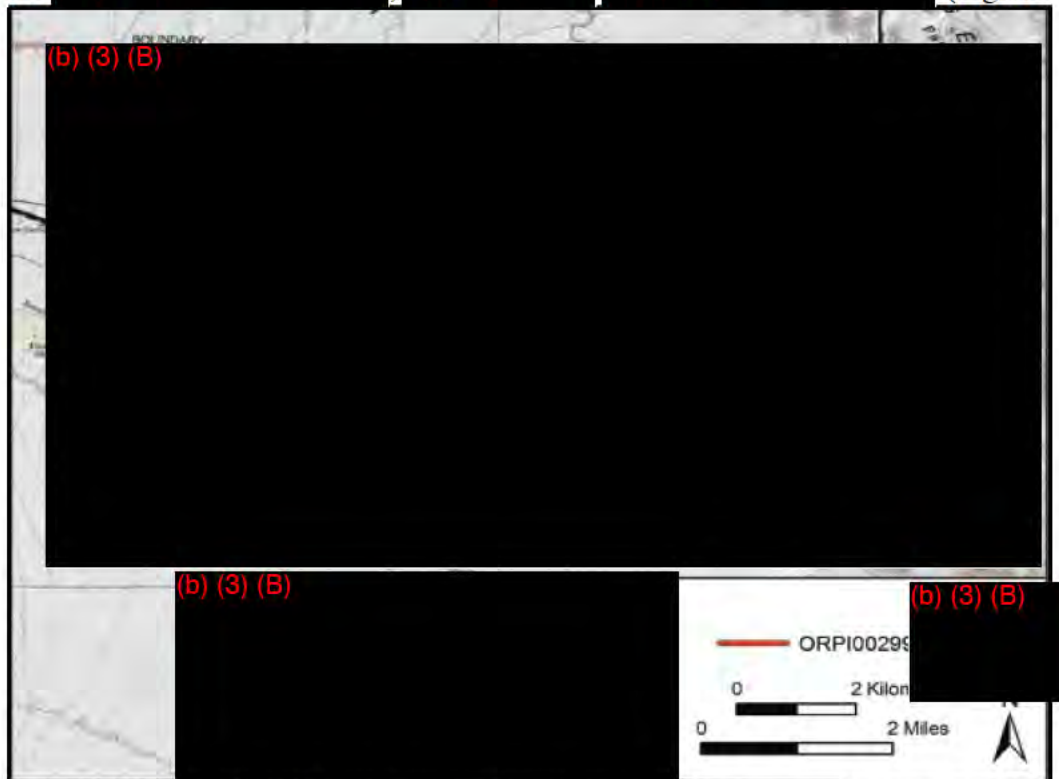 BOUNDARY
(b) (3) (B)
(b) (3) (B)
(b) (3) (B)
ORPI00299
0 2 Kilom
0 2 Miles
N